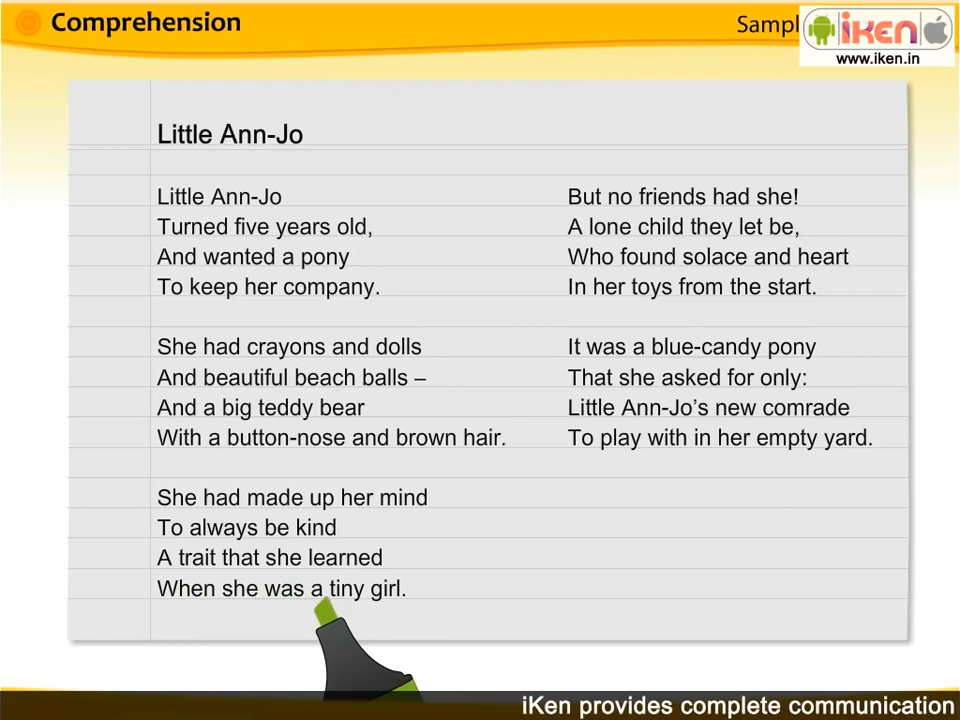 Comprehension
Sampl
iKEN
www.iken.in
Little Ann-Jo
Little Ann-Jo
Turned five years old,
And wanted a pony
To keep her company.
She had crayons and dolls
And beautiful beach balls –
And a big teddy bear
With a button-nose and brown hair.
She had made up her mind
To always be kind
A trait that she learned
When she was a tiny girl.
But no friends had she!
A lone child they let be,
Who found solace and heart
In her toys from the start.
It was a blue-candy pony
That she asked for only:
Little Ann-Jo's new comrade
To play with in her empty yard.
iKen provides complete communication